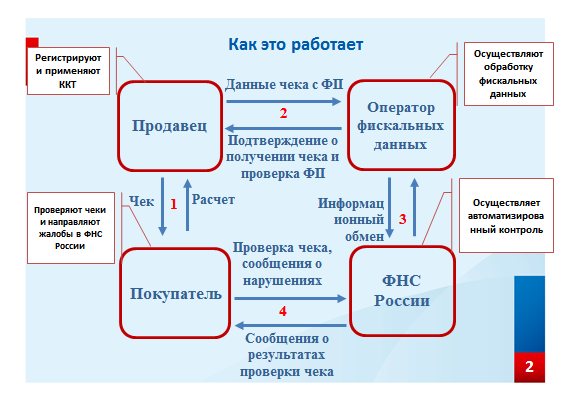 Как это работает
Регистрируют
и применяют
ККТ
Осуществляют
обработку
фискальных
данных
Данные чека с ФП
2
Продавец
Оператор
фискальных
данных
Подтверждение о
получении чека и
проверка ФП
Чек
1
Расчет
Информац
ионный
обмен
3
Проверяют чеки
и направляют
жалобы в ФНС
России
Осуществляет
автоматизирова
нный контроль
Проверка чека,
сообщения о
нарушениях
Покупатель
ФНС
России
4
Сообщения о
результатах
проверки чека
2